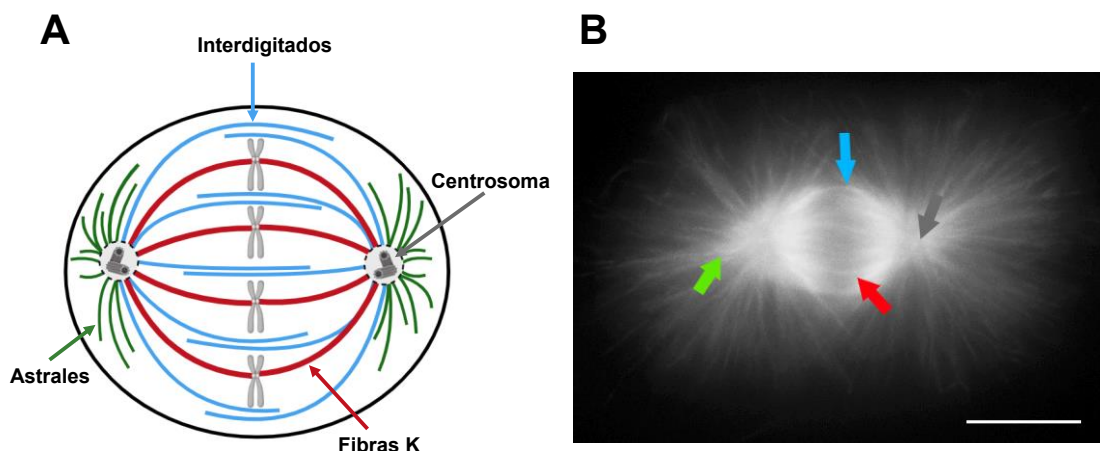 A
B
Interdigitados
Centrosoma
Astrales
Fibras K